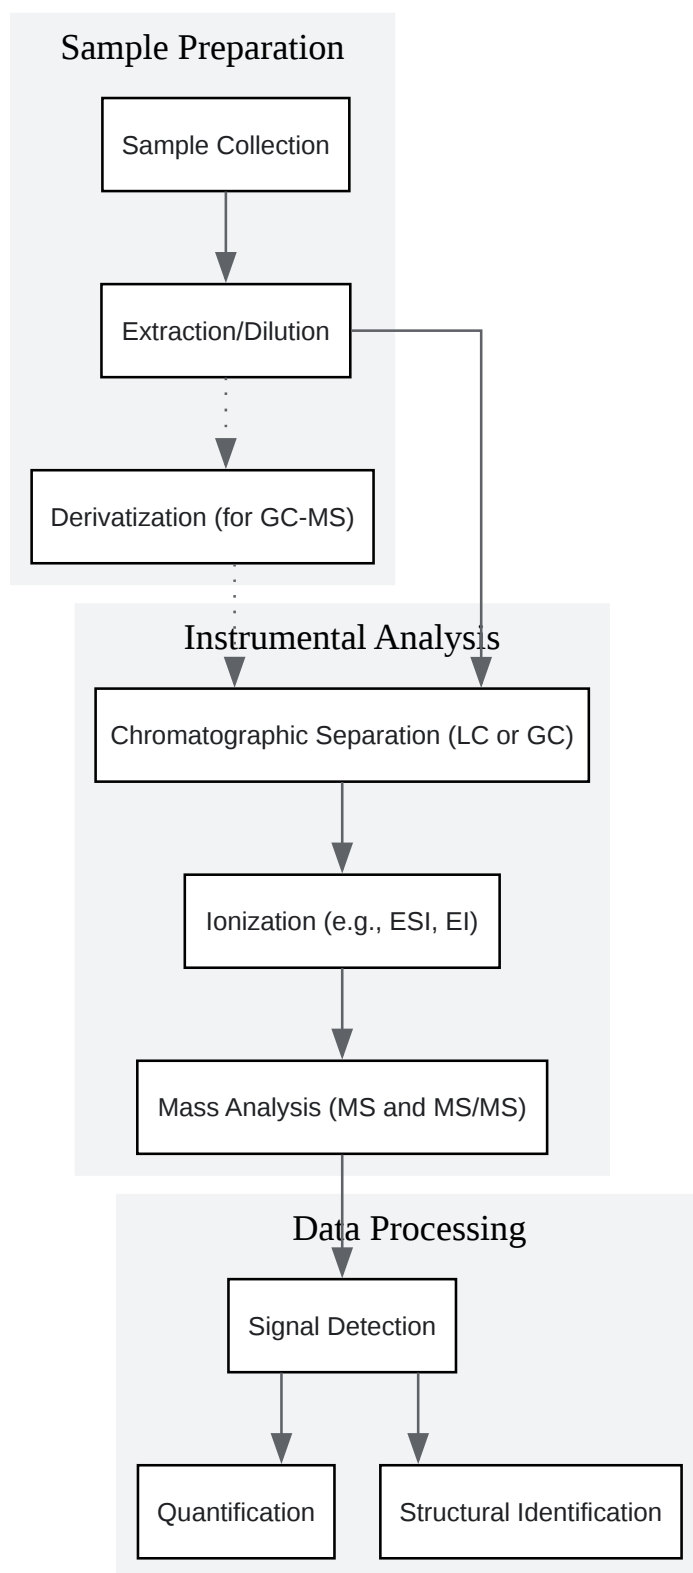 Sample Preparation
Sample Collection
Extraction/Dilution
Derivatization (for GC-MS)
Instrumental Analysis
Chromatographic Separation (LC or GC)
Ionization (e.g., ESI, EI)
Mass Analysis (MS and MS/MS)
Data Processing
Signal Detection
Quantification
Structural Identification